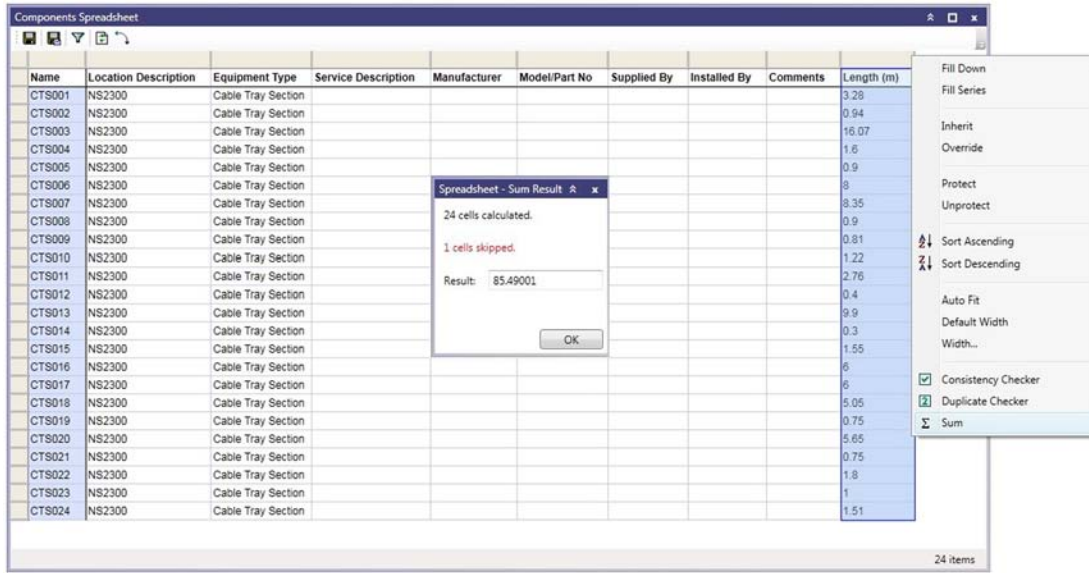 Components Spreadsheet
Name Location Description Equipment Type Service Description Manufacturer Model/Part No Supplied By Installed By Comments Length (m)
CTS001 NS2300 Cable Tray Section 3.28
CTS002 NS2300 Cable Tray Section 0.94
CTS003 NS2300 Cable Tray Section 16.07
CTS004 NS2300 Cable Tray Section 1.6
CTS005 NS2300 Cable Tray Section 0.9
CTS006 NS2300 Cable Tray Section 8
CTS007 NS2300 Cable Tray Section 8.35
CTS008 NS2300 Cable Tray Section 0.9
CTS009 NS2300 Cable Tray Section 0.81
CTS010 NS2300 Cable Tray Section 1.22
CTS011 NS2300 Cable Tray Section 2.76
CTS012 NS2300 Cable Tray Section 0.4
CTS013 NS2300 Cable Tray Section 9.9
CTS014 NS2300 Cable Tray Section 0.3
CTS015 NS2300 Cable Tray Section 1.55
CTS016 NS2300 Cable Tray Section 6
CTS017 NS2300 Cable Tray Section 6
CTS018 NS2300 Cable Tray Section 5.05
CTS019 NS2300 Cable Tray Section 0.75
CTS020 NS2300 Cable Tray Section 5.65
CTS021 NS2300 Cable Tray Section 0.75
CTS022 NS2300 Cable Tray Section 1.8
CTS023 NS2300 Cable Tray Section 1
CTS024 NS2300 Cable Tray Section 1.51
24 items
Spreadsheet - Sum Result
24 cells calculated.
1 cells skipped.
Result: 85.49001
OK
Fill Down
Fill Series
Inherit
Override
Protect
Unprotect
Sort Ascending
Sort Descending
Auto Fit
Default Width
Width...
Consistency Checker
2 Duplicate Checker
Σ Sum